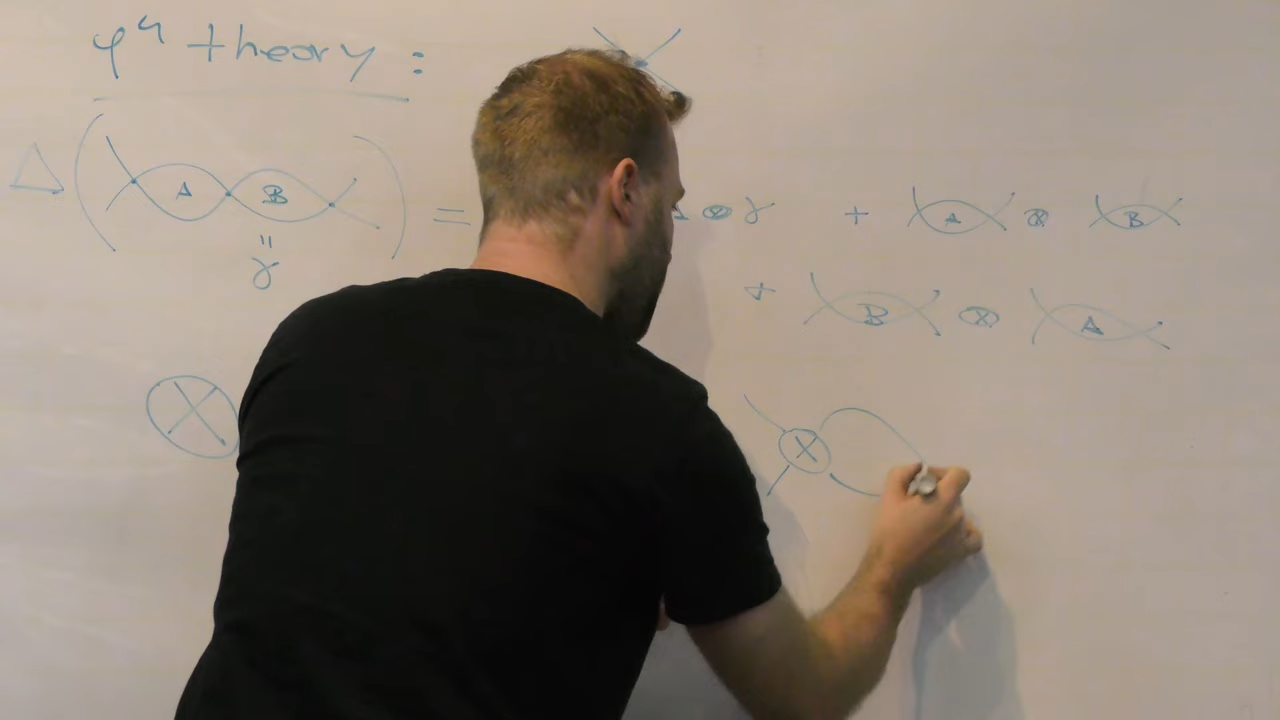 φ⁴ theory :
Δ ( A B ) = ⊗ γ + A ⊗ B
"
γ
+ B ⊗ A